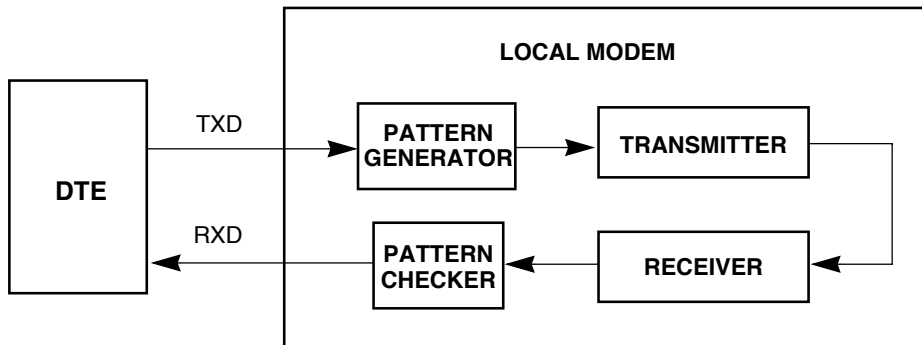 LOCAL MODEM
TXD
PATTERN
GENERATOR
TRANSMITTER
DTE
RXD
PATTERN
CHECKER
RECEIVER